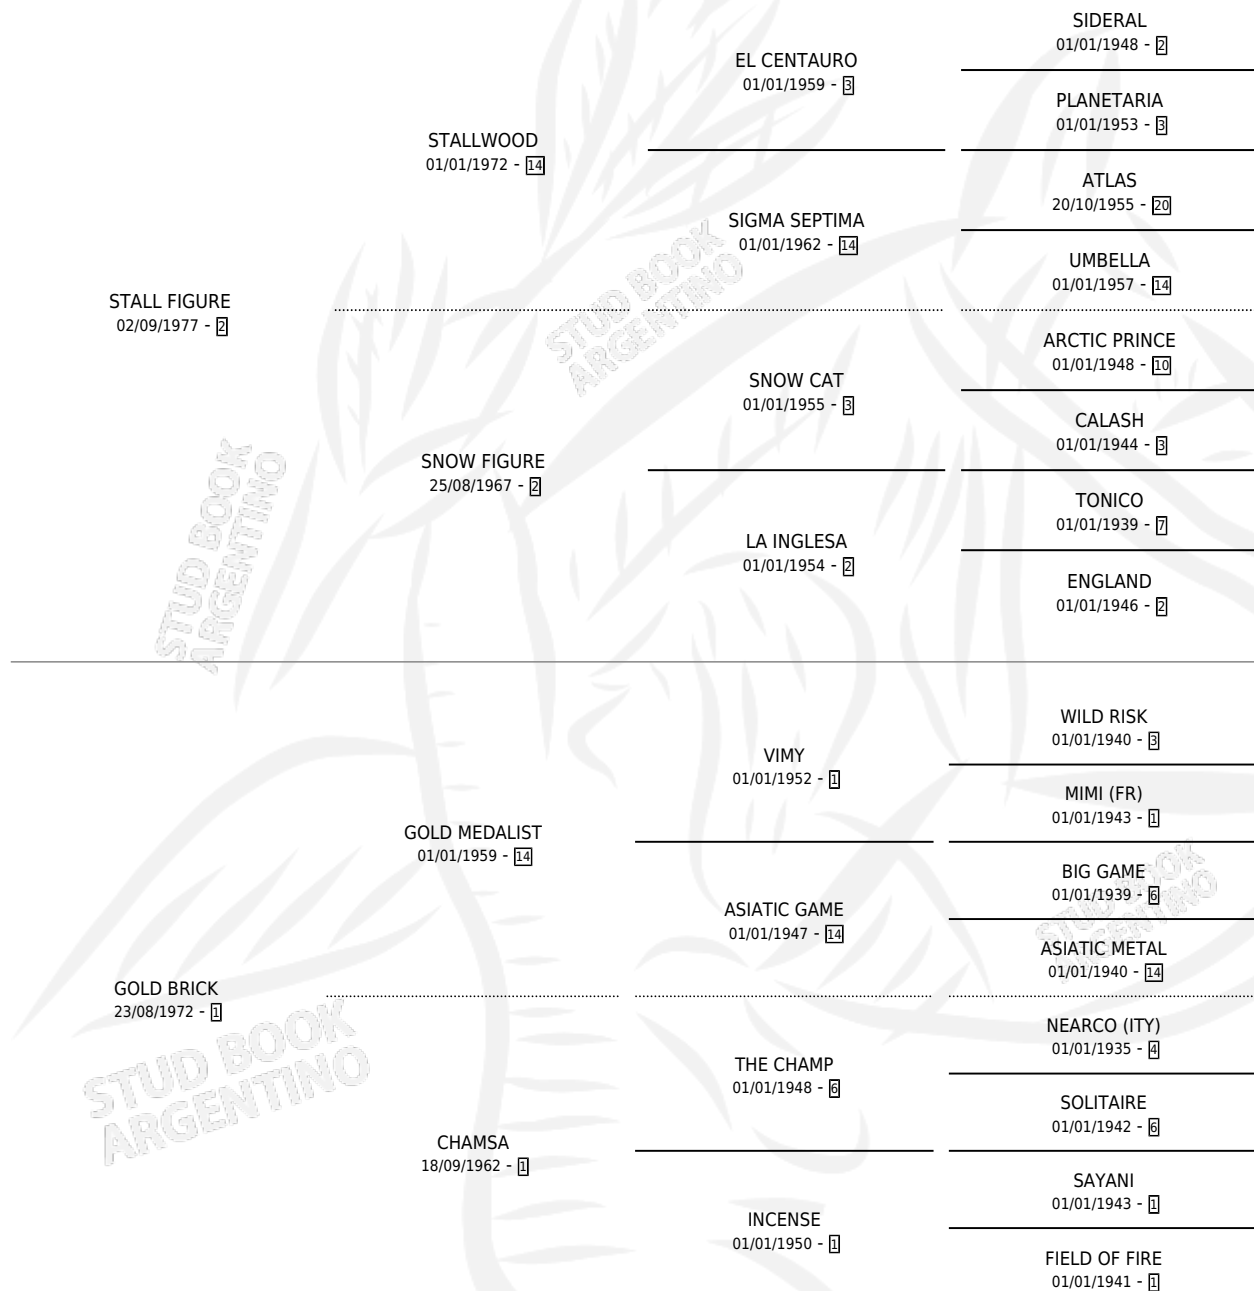 SIDERAL
01/01/1948 - 2
EL CENTAURO
01/01/1959 - 3
PLANETARIA
01/01/1953 - 3
STALLWOOD
01/01/1972 - 14
ATLAS
20/10/1955 - 20
SIGMA SEPTIMA
01/01/1962 - 14
UMBELLA
01/01/1957 - 14
STALL FIGURE
02/09/1977 - 2
ARCTIC PRINCE
01/01/1948 - 10
SNOW CAT
01/01/1955 - 3
CALASH
01/01/1944 - 3
SNOW FIGURE
25/08/1967 - 2
TONICO
01/01/1939 - 7
LA INGLESA
01/01/1954 - 2
ENGLAND
01/01/1946 - 2
WILD RISK
01/01/1940 - 3
VIMY
01/01/1952 - 1
MIMI (FR)
01/01/1943 - 1
GOLD MEDALIST
01/01/1959 - 14
BIG GAME
01/01/1939 - 6
ASIATIC GAME
01/01/1947 - 14
ASIATIC METAL
01/01/1940 - 14
GOLD BRICK
23/08/1972 - 1
NEARCO (ITY)
01/01/1935 - 4
THE CHAMP
01/01/1948 - 6
SOLITAIRE
01/01/1942 - 6
CHAMSA
18/09/1962 - 1
SAYANI
01/01/1943 - 1
INCENSE
01/01/1950 - 1
FIELD OF FIRE
01/01/1941 - 1
STUD BOOK
ARGENTINO
STUD BOOK
ARGENTINO
STUD BOOK
ARGENTINO
STUD BOOK
ARGENTINO